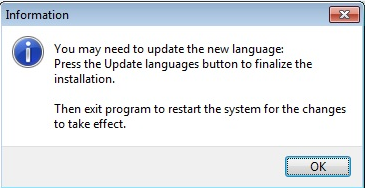 Information
You may need to update the new language:
Press the Update languages button to finalize the
installation.
Then exit program to restart the system for the changes
to take effect.
OK